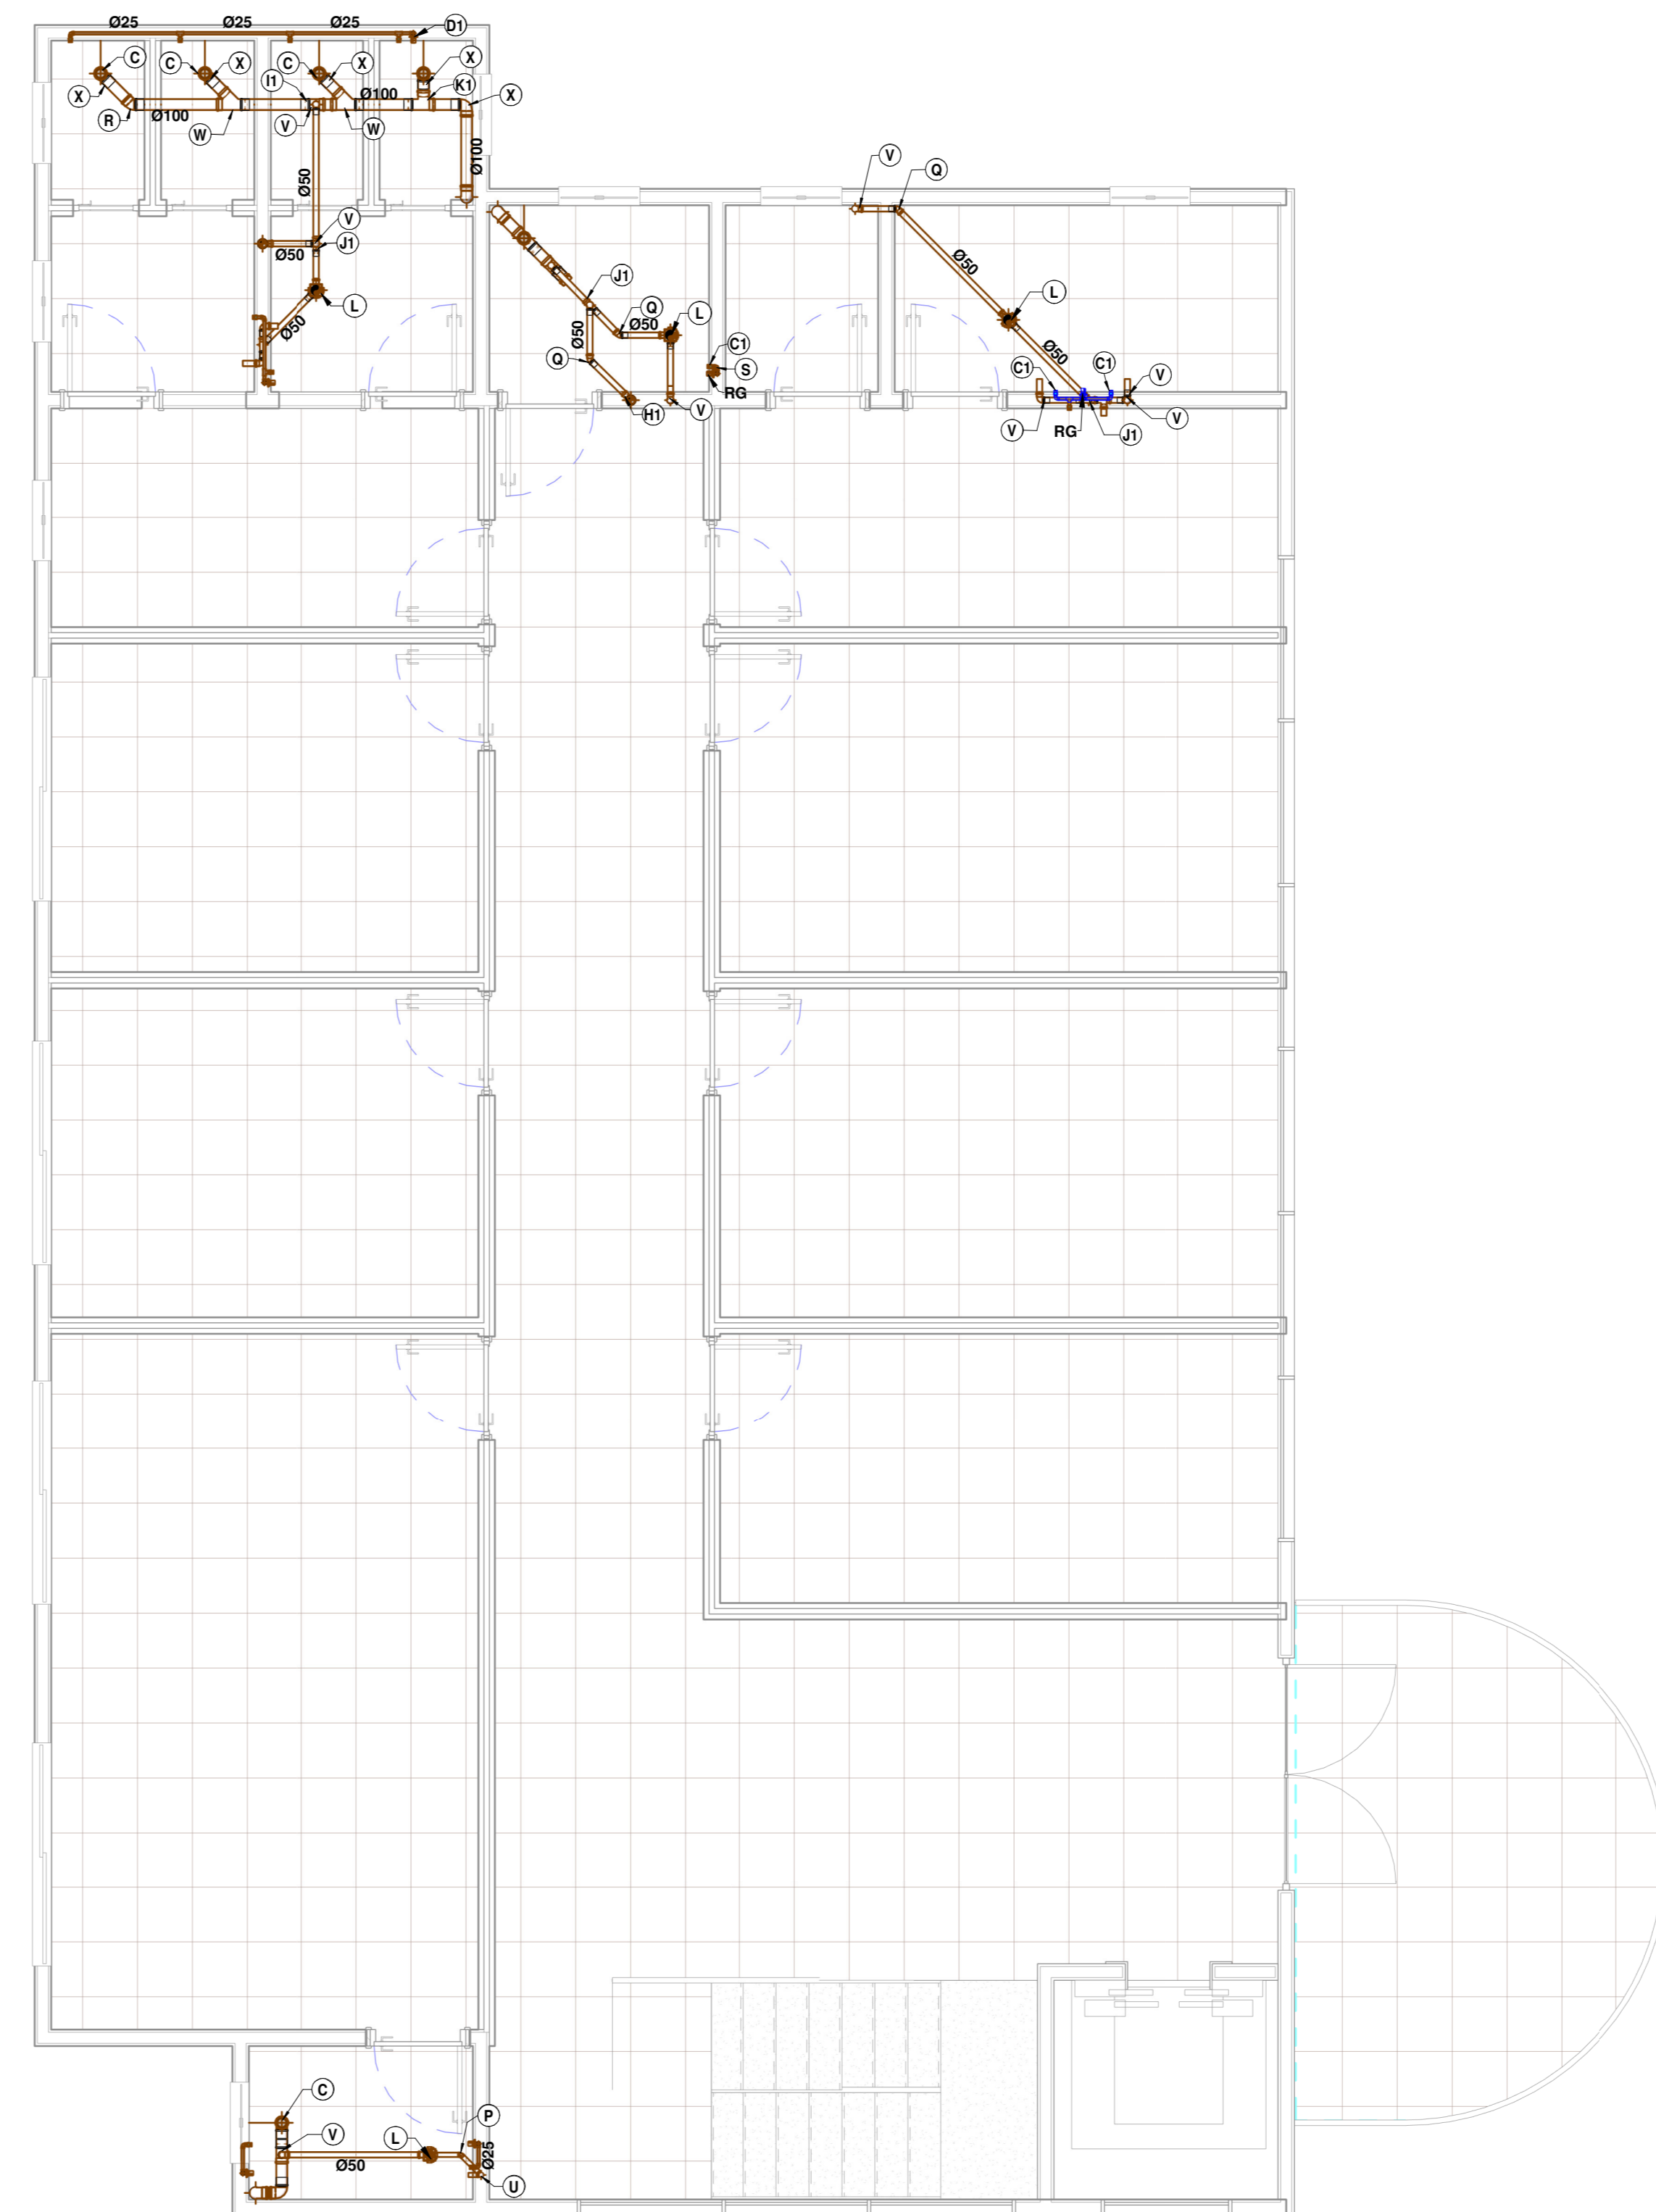 Ø25 Ø25 Ø25 D1
C C X C X X
I1 K1
X Ø100 X
R Ø100 W V W
Ø100
Ø50
V
J1
Ø50
L
Ø50
J1
Q L
Ø50 Ø50
C1
Q S
RG
H1 V
V
Q
Ø50
L
Ø50
C1 C1 V
V RG J1 V
C
P
V L
Ø50 Ø25
U